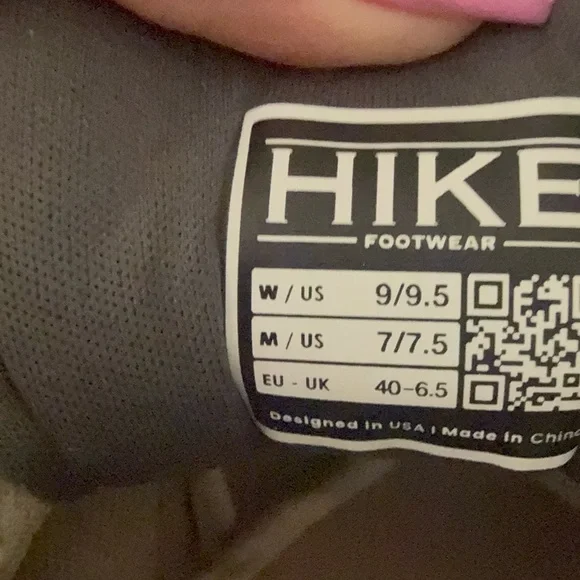 HIKE
FOOTWEAR
W / US 9/9.5
M / US 7/7.5
EU - UK 40-6.5
Designed in USA | Made in China